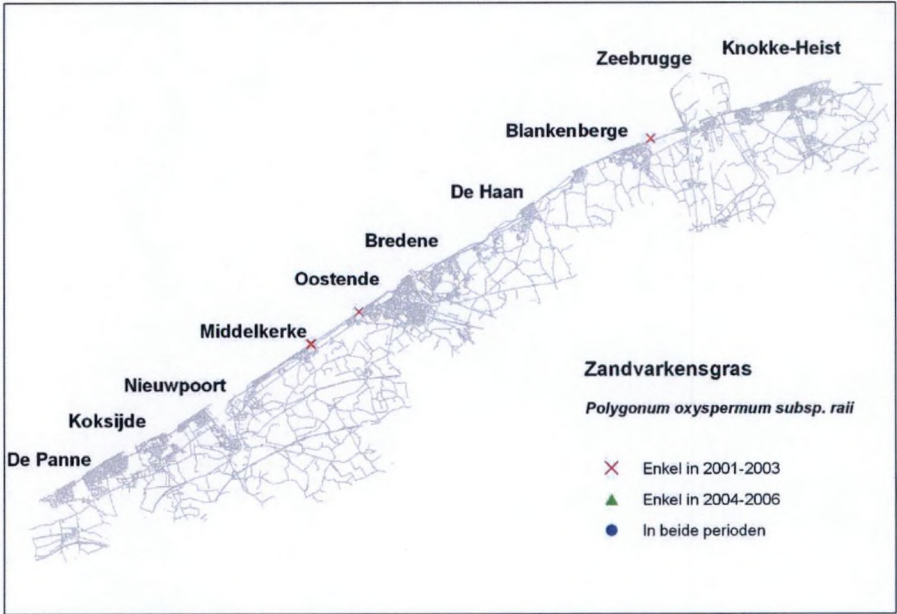 Knokke-Heist
Zeebrugge
Blankenberge
De Haan
Bredene
Oostende
Middelkerke
Nieuwpoort
Koksijde
De Panne
Zandvarkensgras
Polygonum oxyspermum subsp. raii
Enkel in 2001-2003
Enkel in 2004-2006
In beide perioden